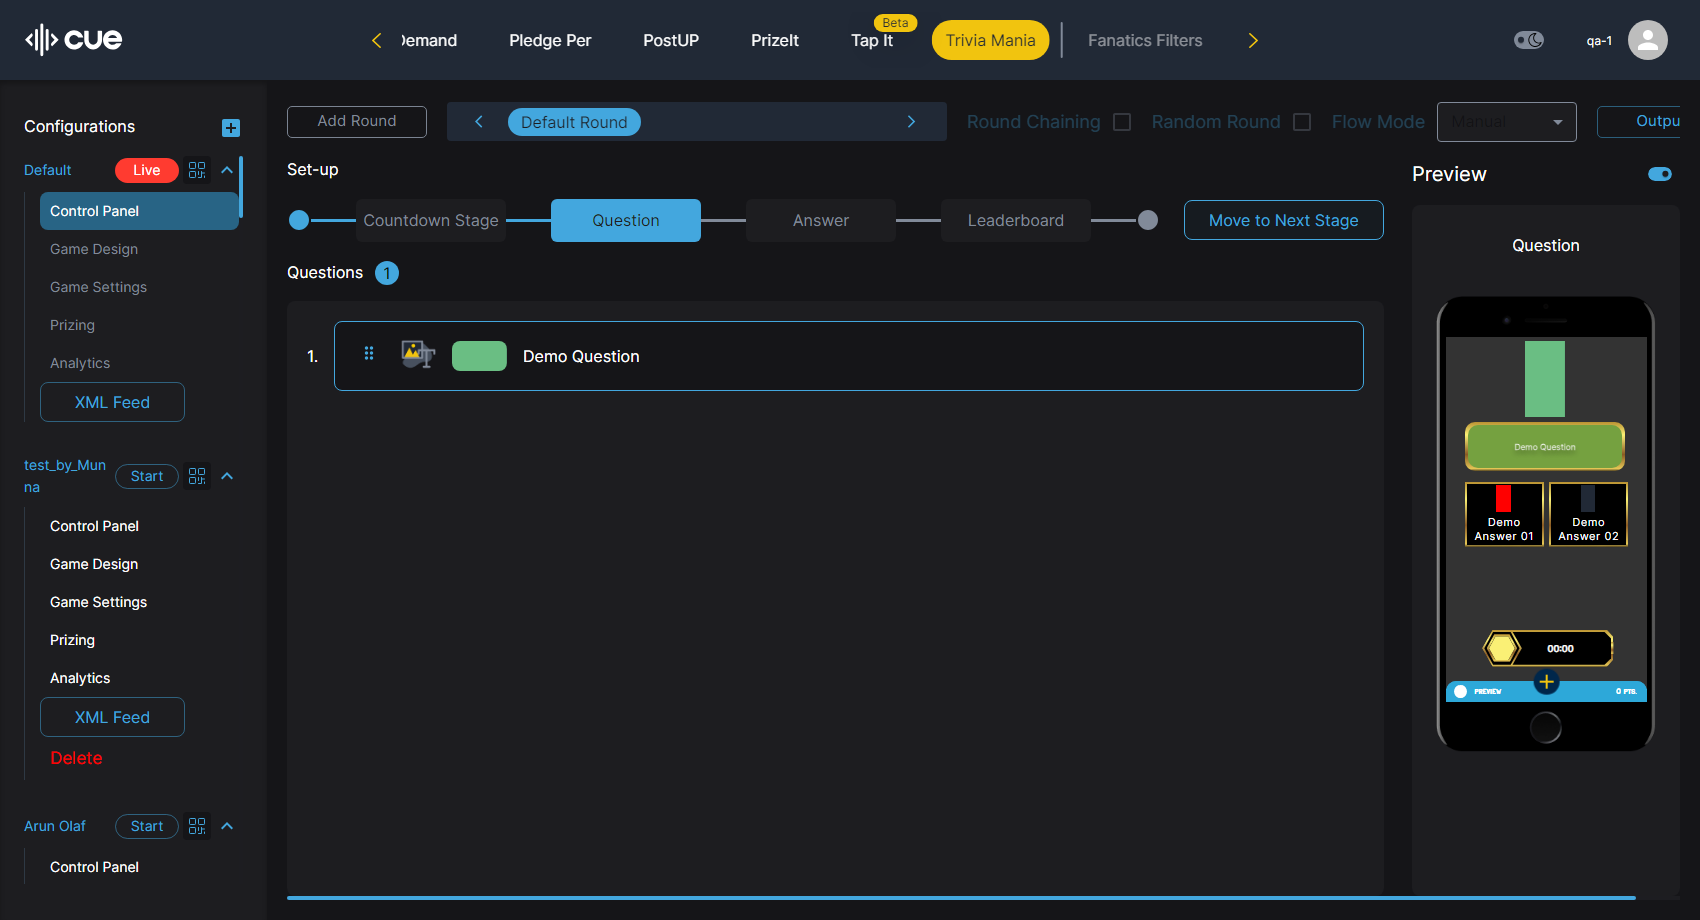 cue
Demand
Pledge Per
PostUP
PrizeIt
Tap It
Beta
Trivia Mania
Fanatics Filters
qa-1
Configurations
Default
Live
Control Panel
Game Design
Game Settings
Prizing
Analytics
XML Feed
test_by_Mun
na
Start
Control Panel
Game Design
Game Settings
Prizing
Analytics
XML Feed
Delete
Arun Olaf
Start
Control Panel
Add Round
Default Round
Round Chaining
Random Round
Flow Mode
Manual
Outpu
Set-up
Countdown Stage
Question
Answer
Leaderboard
Move to Next Stage
Questions 1
1.
Demo Question
Preview
Question
Demo Question
Demo
Answer 01
Demo
Answer 02
00:00
PREVIEW
0 PTS.